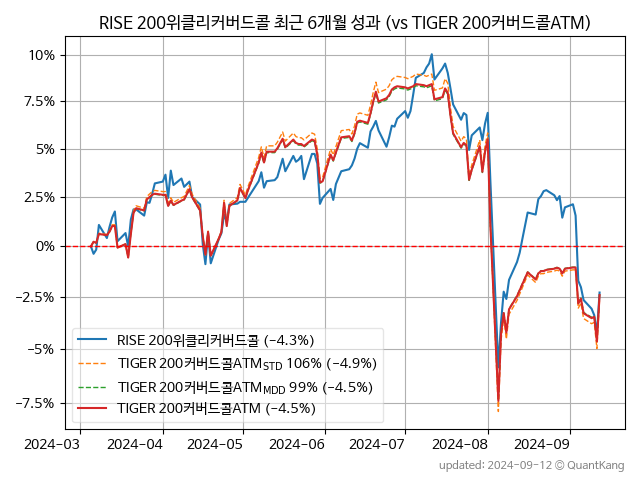 RISE 200위클리커버드콜 최근 6개월 성과 (vs TIGER 200커버드콜ATM)
10%
7.5%
5%
2.5%
0%
−2.5%
−5%
−7.5%
RISE 200위클리커버드콜 (−4.3%)
TIGER 200커버드콜ATM_STD 106% (−4.9%)
TIGER 200커버드콜ATM_MDD 99% (−4.5%)
TIGER 200커버드콜ATM (−4.5%)
2024-03 2024-04 2024-05 2024-06 2024-07 2024-08 2024-09
updated: 2024-09-12 © QuantKang